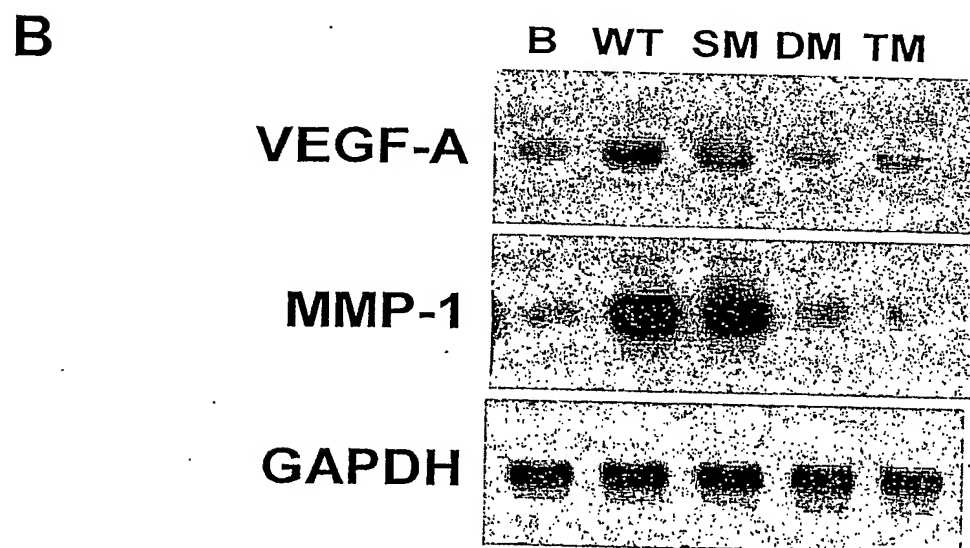 B
B WT SM DM TM
VEGF-A
MMP-1
GAPDH